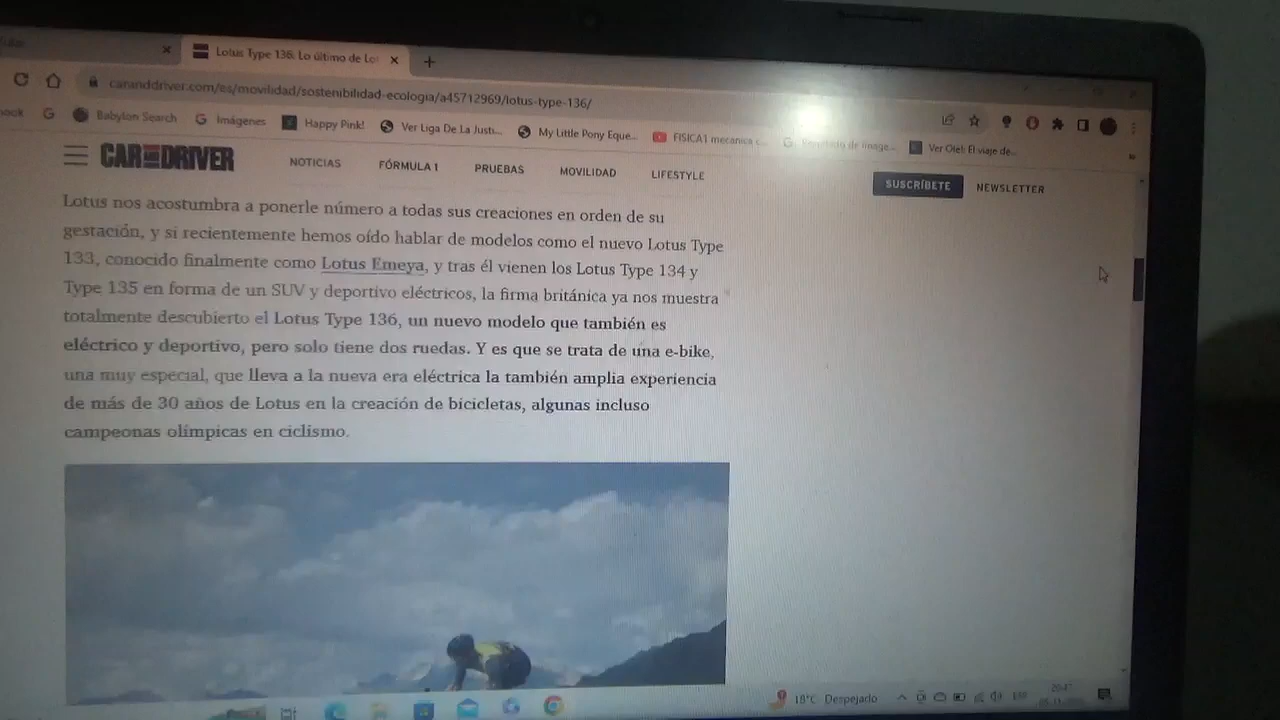 Lotus Type 136: Lo último de Lot
caranddriver.com/es/movilidad/sostenibilidad-ecologia/a45712969/lotus-type-136/
Babylon Search
Imágenes
Happy Pink!
Ver Liga De La Justi...
My Little Pony Eque...
FISICA1 mecanica c...
Ver Ole!: El viaje de...
CAR AND DRIVER
NOTICIAS
FÓRMULA 1
PRUEBAS
MOVILIDAD
LIFESTYLE
SUSCRÍBETE
NEWSLETTER
Lotus nos acostumbra a ponerle número a todas sus creaciones en orden de su
gestación, y si recientemente hemos oído hablar de modelos como el nuevo Lotus Type
133, conocido finalmente como Lotus Emeya, y tras él vienen los Lotus Type 134 y
Type 135 en forma de un SUV y deportivo eléctricos, la firma británica ya nos muestra
totalmente descubierto el Lotus Type 136, un nuevo modelo que también es
eléctrico y deportivo, pero solo tiene dos ruedas. Y es que se trata de una e-bike,
una muy especial, que lleva a la nueva era eléctrica la también amplia experiencia
de más de 30 años de Lotus en la creación de bicicletas, algunas incluso
campeonas olímpicas en ciclismo.
18°C Despejado
ESP
20:47